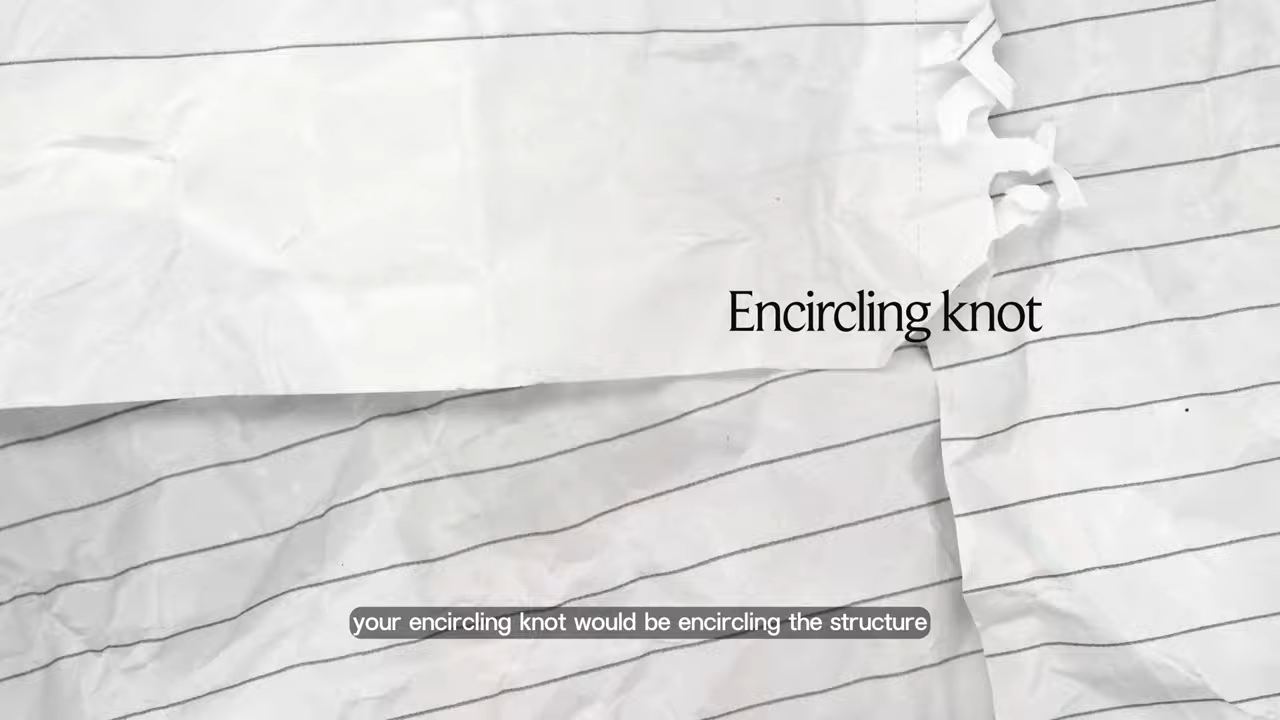 Encircling knot
your encircling knot would be encircling the structure